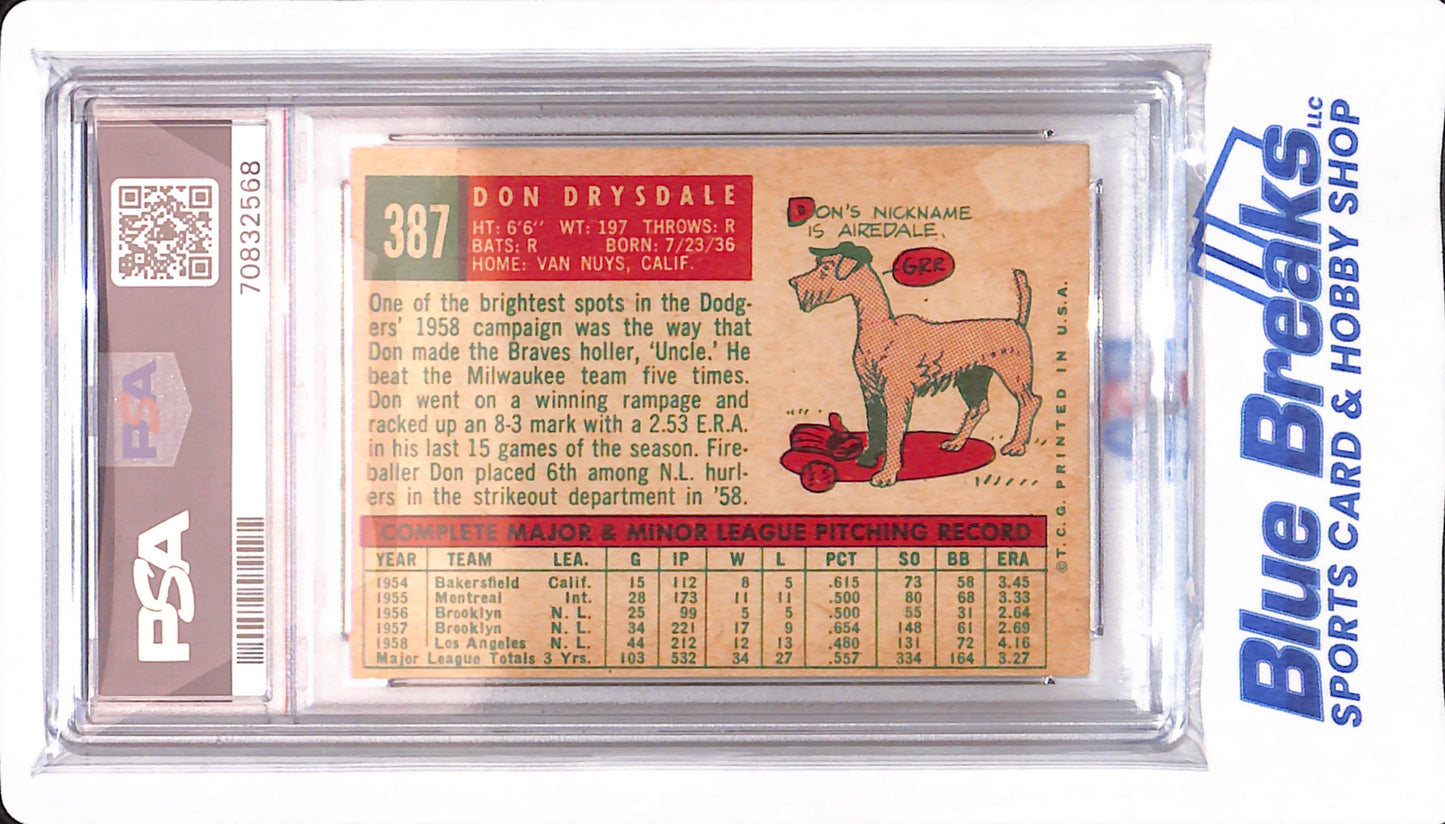 PSA
PSA
70832568
387
DON DRYSDALE
HT: 6'6" WT: 197 THROWS: R
BATS: R BORN: 7/23/36
HOME: VAN NUYS, CALIF.
One of the brightest spots in the Dodg-
ers' 1958 campaign was the way that
Don made the Braves holler, 'Uncle.' He
beat the Milwaukee team five times.
Don went on a winning rampage and
racked up an 8-3 mark with a 2.53 E.R.A.
in his last 15 games of the season. Fire-
baller Don placed 6th among N.L. hurl-
ers in the strikeout department in '58.
DON'S NICKNAME
IS AIREDALE.
GRR
COMPLETE MAJOR & MINOR LEAGUE PITCHING RECORD
YEAR TEAM LEA. G IP W L PCT SO BB ERA
1954 Bakersfield Calif. 15 112 8 5 .615 73 58 3.45
1955 Montreal Int. 28 173 11 11 .500 80 68 3.33
1956 Brooklyn N. L. 25 99 5 5 .500 55 31 2.64
1957 Brooklyn N. L. 34 221 17 9 .654 148 61 2.69
1958 Los Angeles N. L. 44 212 12 13 .480 131 72 4.16
Major League Totals 3 Yrs. 103 532 34 27 .557 334 164 3.27
© T. C. G. PRINTED IN U.S.A.
Blue Breaks LLC
SPORTS CARD & HOBBY SHOP